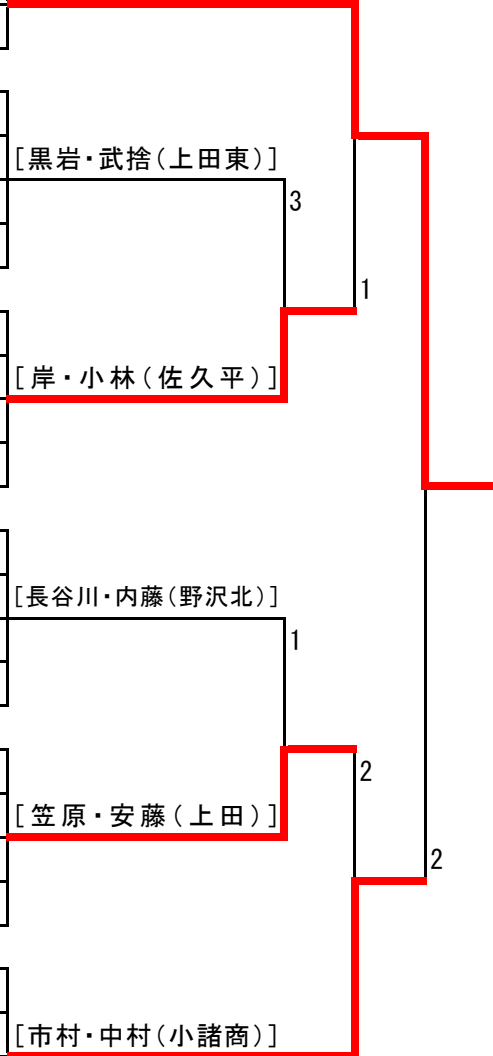 [黒岩・武捨(上田東)]
3
1
[岸・小林(佐久平)]
[長谷川・内藤(野沢北)]
1
2
[笠原・安藤(上田)]
2
[市村・中村(小諸商)]